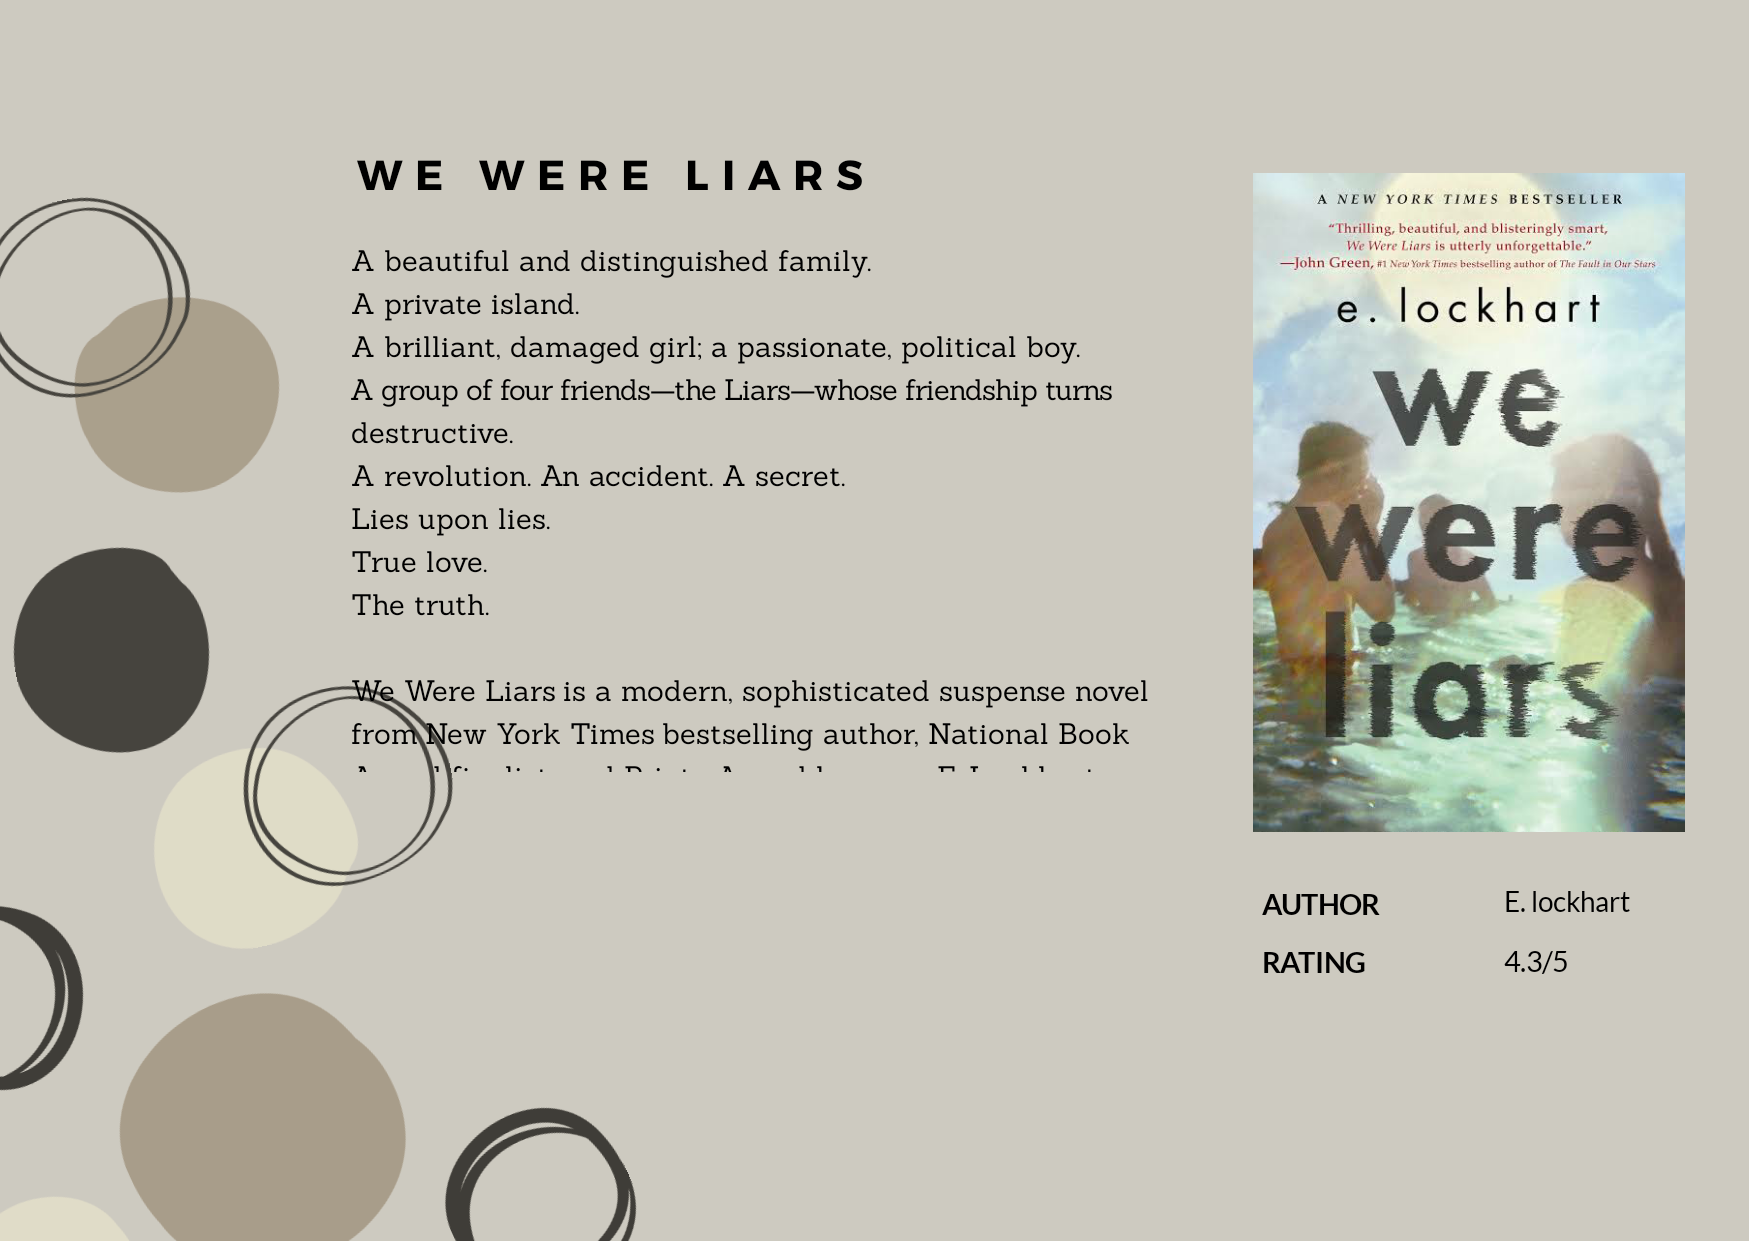 WE WERE LIARS
A beautiful and distinguished family.
A private island.
A brilliant, damaged girl; a passionate, political boy.
A group of four friends—the Liars—whose friendship turns
destructive.
A revolution. An accident. A secret.
Lies upon lies.
True love.
The truth.
We Were Liars is a modern, sophisticated suspense novel
from New York Times bestselling author, National Book
A NEW YORK TIMES BESTSELLER
“Thrilling, beautiful, and blisteringly smart,
We Were Liars is utterly unforgettable.”
—John Green, #1 New York Times bestselling author of The Fault in Our Stars
e. lockhart
we
were
liars
AUTHOR E. lockhart
RATING 4.3/5